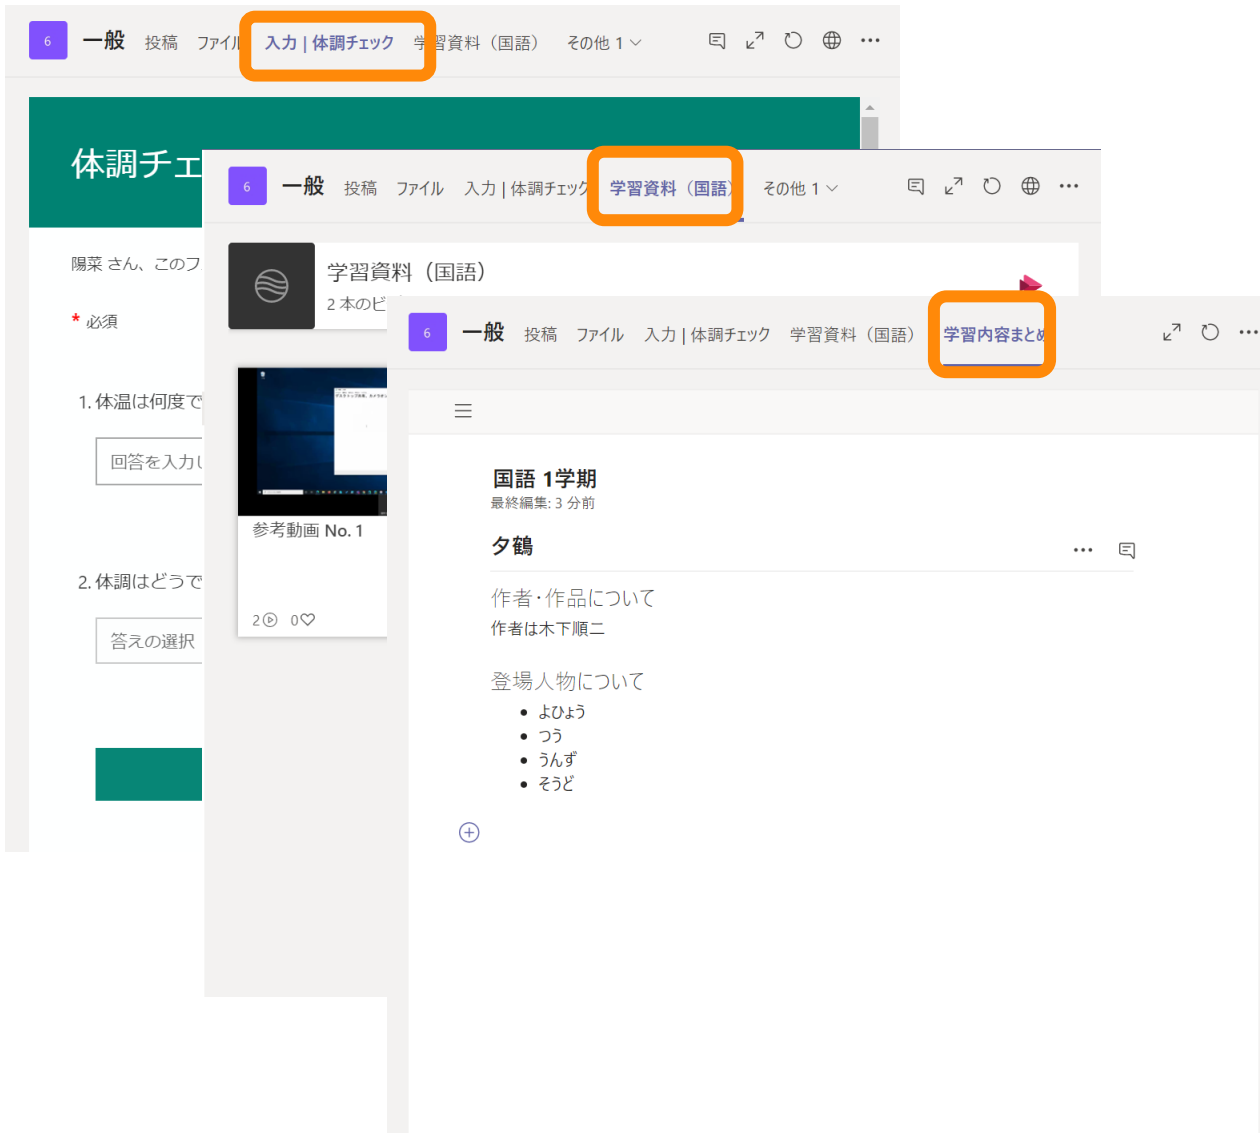 6 一般 投稿 ファイル 入力 | 体調チェック 学習資料（国語） その他 1
体調チェ
陽菜 さん、このフ
* 必須
1. 体温は何度で
回答を入力し
2. 体調はどうで
答えの選択
6 一般 投稿 ファイル 入力 | 体調チェック 学習資料（国語） その他 1
学習資料（国語）
2 本のビ
参考動画 No. 1
2 0
6 一般 投稿 ファイル 入力 | 体調チェック 学習資料（国語） 学習内容まとめ
国語 1学期
最終編集: 3 分前
夕鶴
作者・作品について
作者は木下順二
登場人物について
• よひょう
• つう
• うんず
• そうど